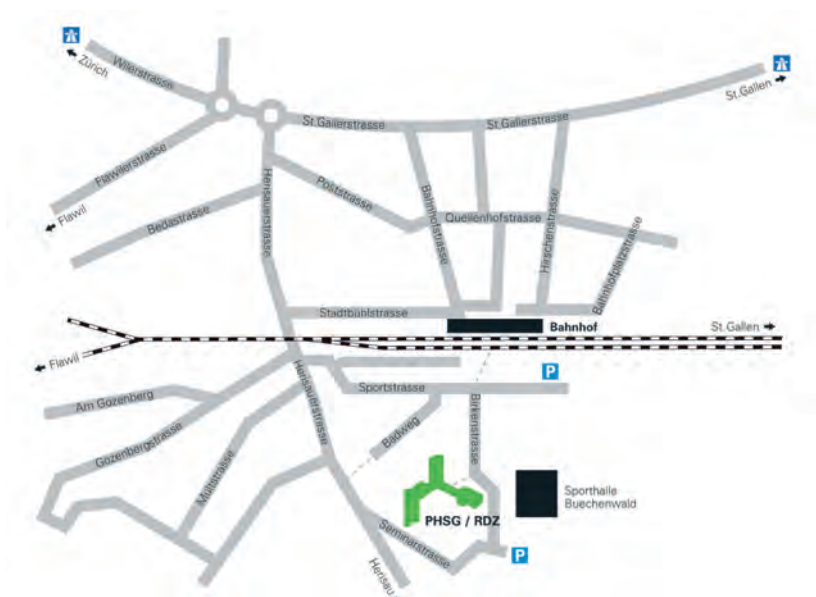 Zürich
Wilerstrasse
St.Gallen
St.Gallerstrasse
St.Gallerstrasse
Flawilerstrasse
Flawil
Bedastrasse
Herisauerstrasse
Poststrasse
Bahnhofstrasse
Quellenhofstrasse
Hirschenstrasse
Bahnhofplatzstrasse
Stadtbühlstrasse
Bahnhof
St.Gallen
Flawil
P
Sportstrasse
Am Gozenberg
Gozenbergstrasse
Multstrasse
Herisauerstrasse
Badweg
Birkenstrasse
Sporthalle
Buechenwald
PHSG / RDZ
Seminarstrasse
P
Herisau